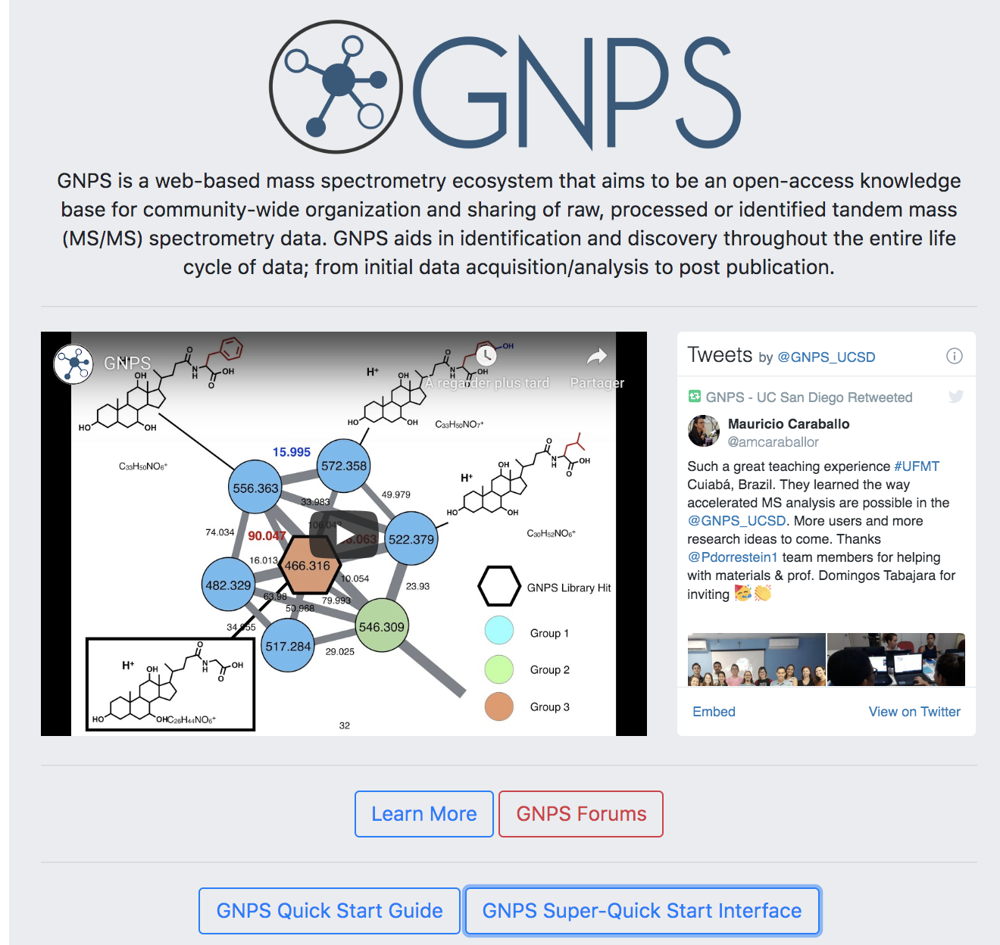 GNPS
GNPS is a web-based mass spectrometry ecosystem that aims to be an open-access knowledge
base for community-wide organization and sharing of raw, processed or identified tandem mass
(MS/MS) spectrometry data. GNPS aids in identification and discovery throughout the entire life
cycle of data; from initial data acquisition/analysis to post publication.
GNPS
À regarder plus tard
Partager
O
N
H
OH
O
OH
HO
OH
C₃₃H₅₀NO₆⁺
H⁺
O
OH
N
H
OH
O
OH
HO
OH
C₃₃H₅₀NO₇⁺
H⁺
O
N
H
OH
O
OH
HO
OH
C₃₀H₅₂NO₆⁺
15.995
572.358
556.363
33.983
49.979
74.034
90.047
522.379
16.013
466.316
10.054
482.329
63.98
79.993
50.968
23.93
546.309
517.284
29.025
GNPS Library Hit
Group 1
Group 2
Group 3
H⁺
O
N
H
OH
O
OH
HO
OH
C₂₆H₄₄NO₆⁺
32
Tweets by @GNPS_UCSD
GNPS - UC San Diego Retweeted
Mauricio Caraballo
@amcaraballor
Such a great teaching experience #UFMT
Cuiabá, Brazil. They learned the way
accelerated MS analysis are possible in the
@GNPS_UCSD. More users and more
research ideas to come. Thanks
@Pdorrestein1 team members for helping
with materials & prof. Domingos Tabajara for
inviting 🥳👏
Embed
View on Twitter
Learn More
GNPS Forums
GNPS Quick Start Guide
GNPS Super-Quick Start Interface